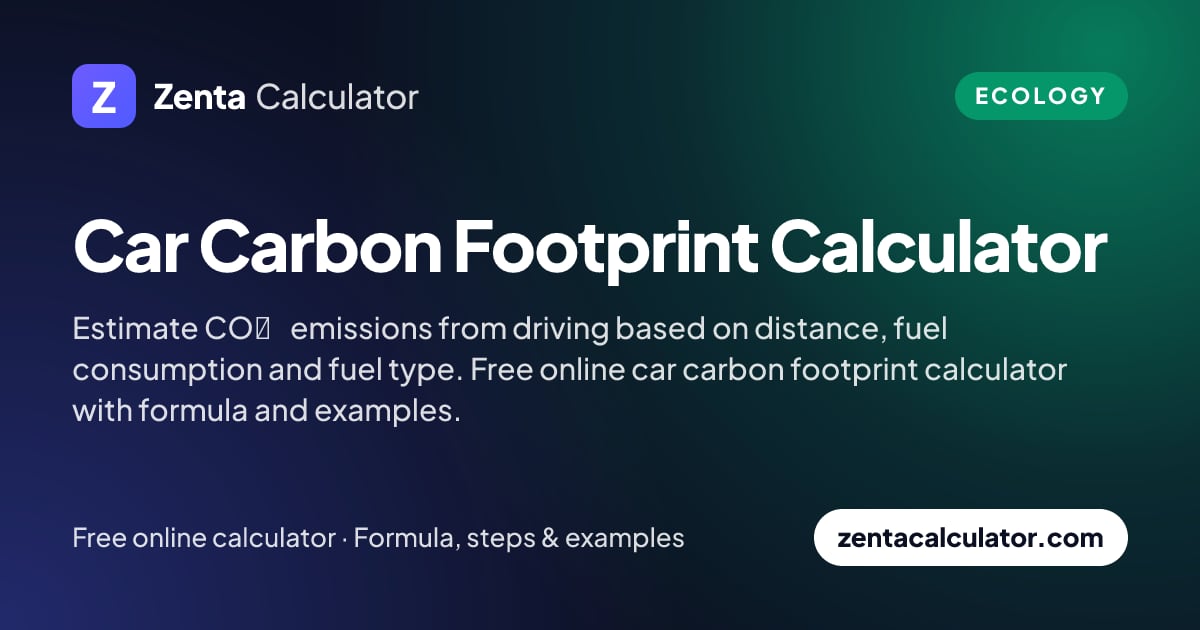 Z Zenta Calculator
ECOLOGY
Car Carbon Footprint Calculator
Estimate CO▯ emissions from driving based on distance, fuel
consumption and fuel type. Free online car carbon footprint calculator
with formula and examples.
Free online calculator · Formula, steps & examples
zentacalculator.com